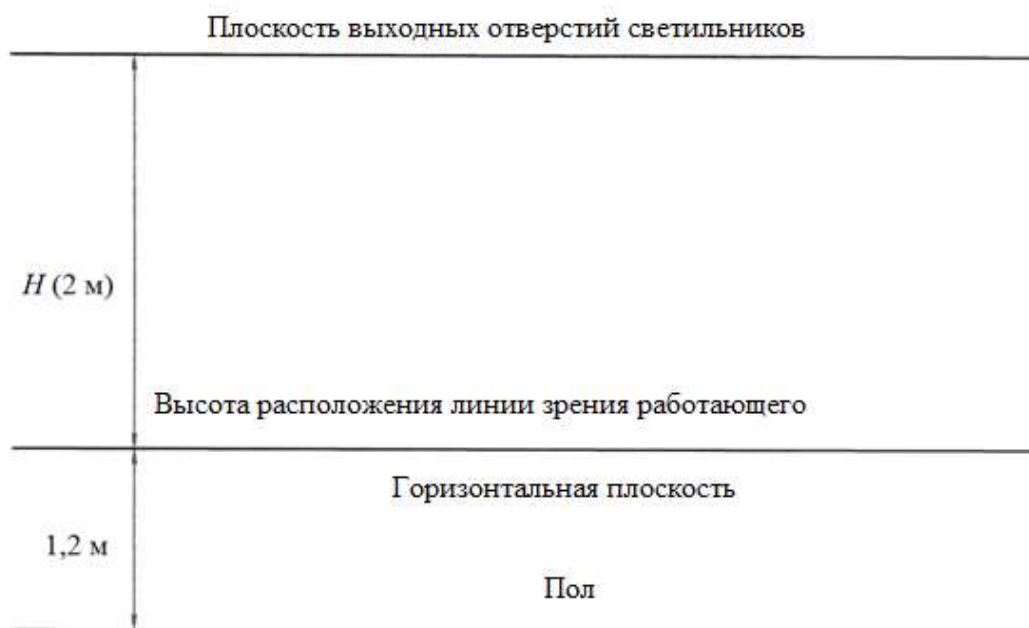 Плоскость выходных отверстий светильников
H (2 м)
Высота расположения линии зрения работающего
Горизонтальная плоскость
1,2 м
Пол